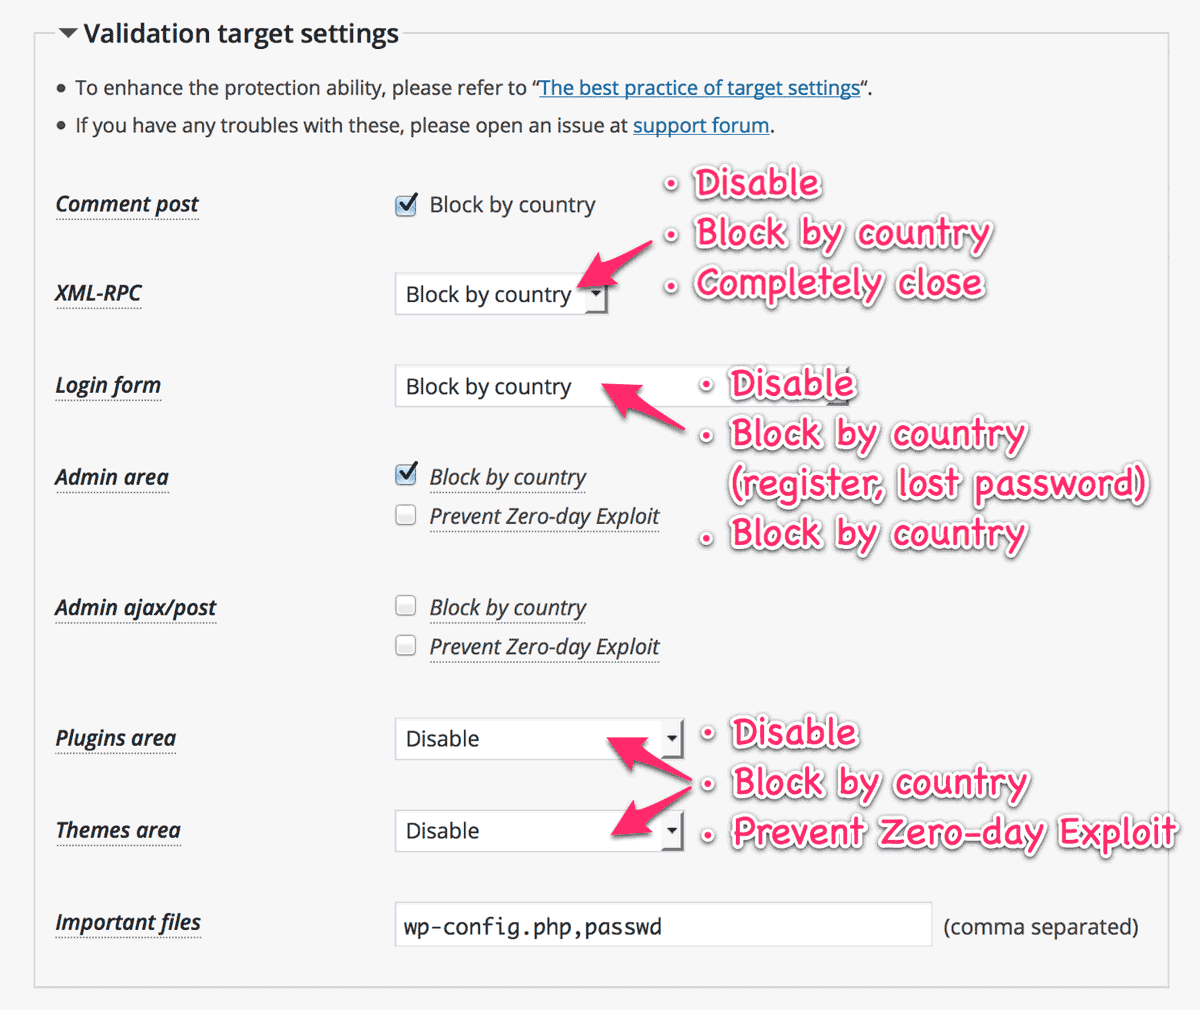 Validation target settings
• To enhance the protection ability, please refer to “The best practice of target settings“.
• If you have any troubles with these, please open an issue at support forum.
Comment post
Block by country
• Disable
• Block by country
• Completely close
XML-RPC
Block by country
Login form
Block by country
• Disable
• Block by country
(register, lost password)
• Block by country
Admin area
Block by country
Prevent Zero-day Exploit
Admin ajax/post
Block by country
Prevent Zero-day Exploit
Plugins area
Disable
• Disable
• Block by country
• Prevent Zero-day Exploit
Themes area
Disable
Important files
wp-config.php,passwd
(comma separated)